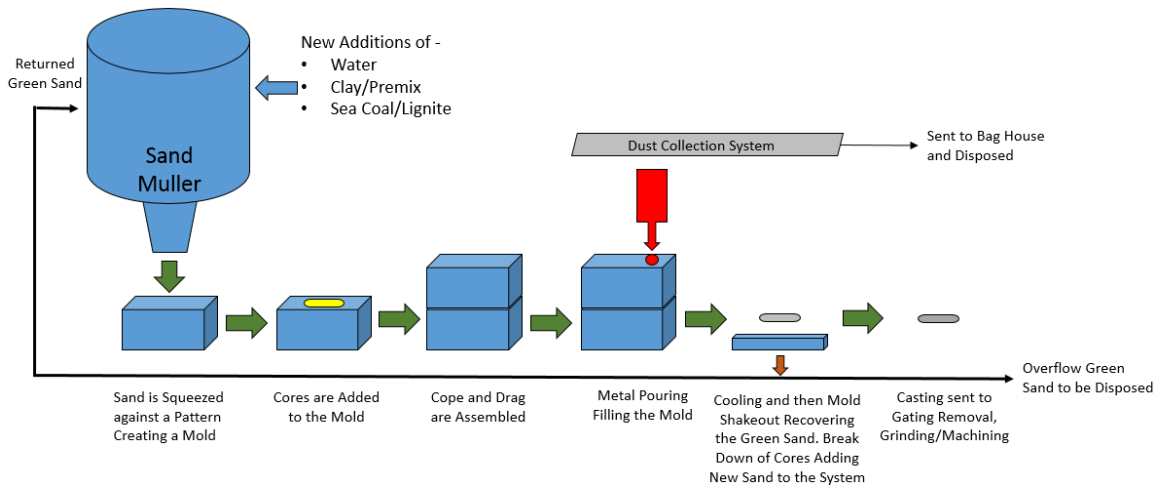 Returned
Green Sand
New Additions of -
• Water
• Clay/Premix
• Sea Coal/Lignite
Sand
Muller
Dust Collection System
Sent to Bag House
and Disposed
Overflow Green
Sand to be Disposed
Sand is Squeezed
against a Pattern
Creating a Mold
Cores are Added
to the Mold
Cope and Drag
are Assembled
Metal Pouring
Filling the Mold
Cooling and then Mold
Shakeout Recovering
the Green Sand. Break
Down of Cores Adding
New Sand to the System
Casting sent to
Gating Removal,
Grinding/Machining